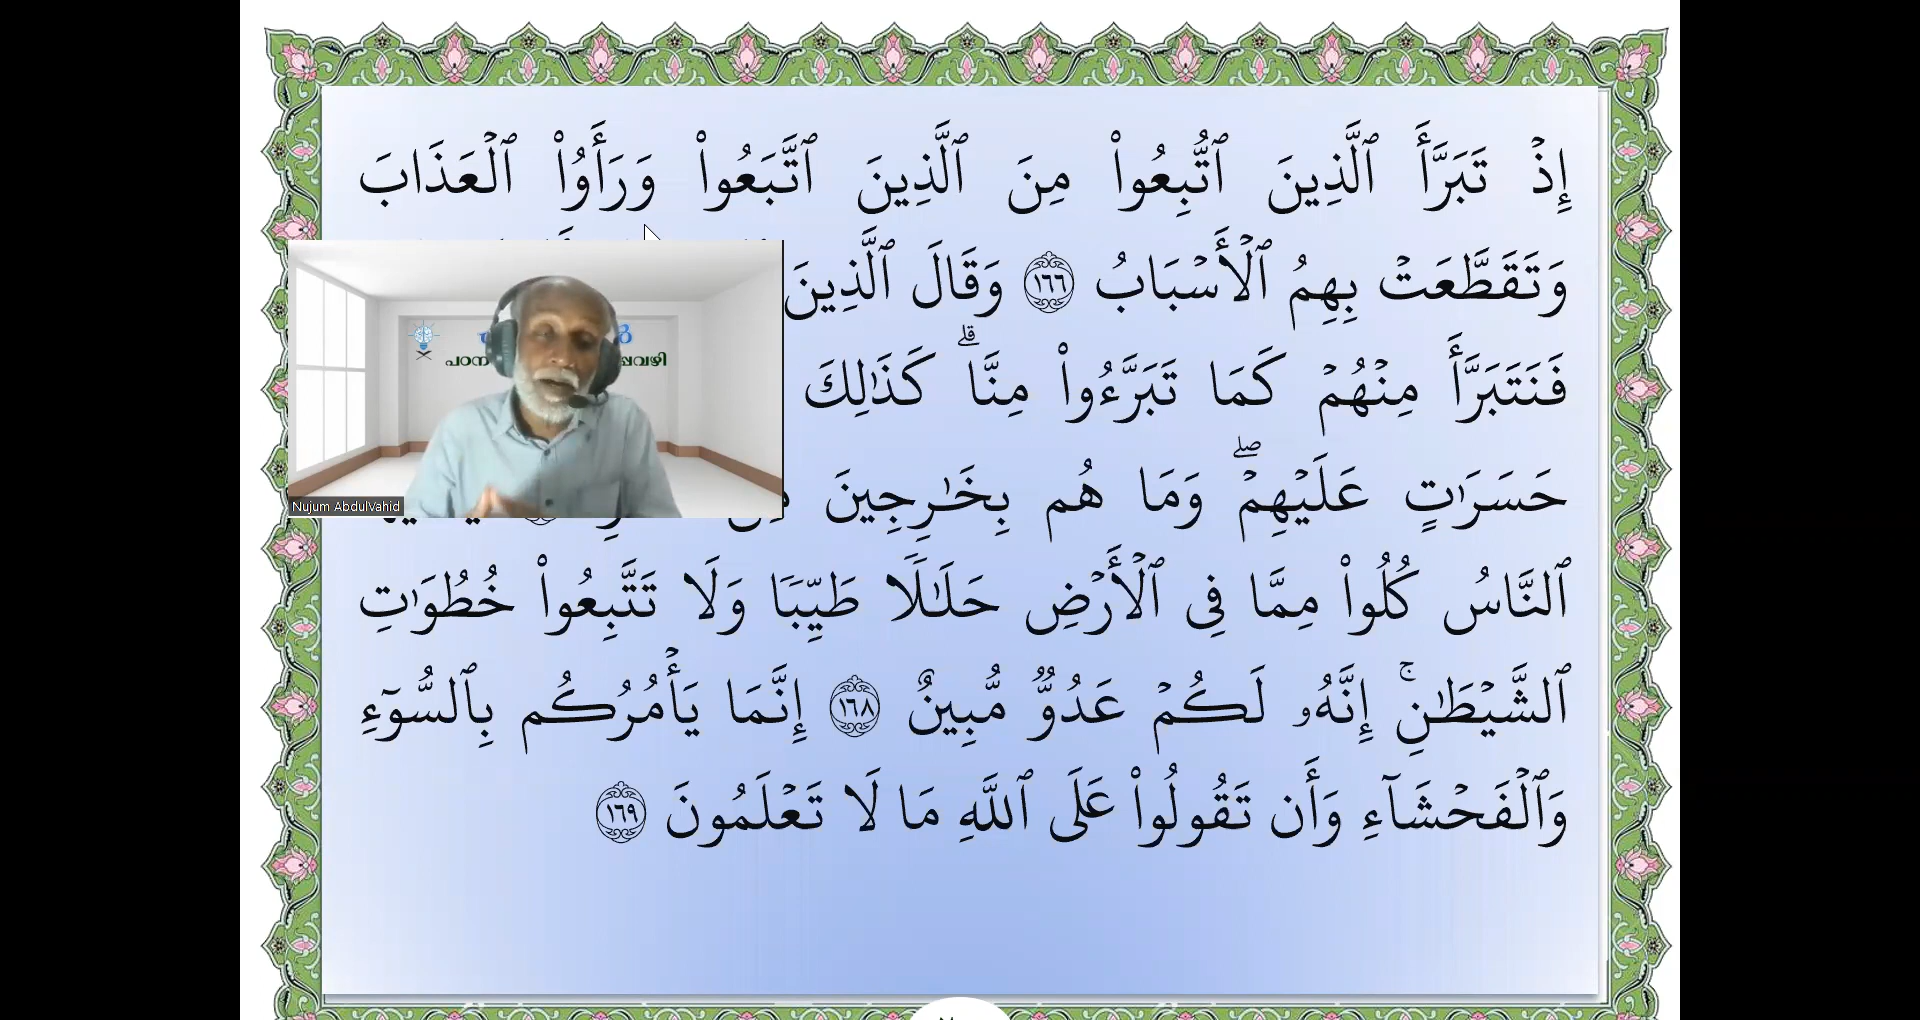 إِذۡ تَبَرَّأَ ٱلَّذِينَ ٱتُّبِعُواْ مِنَ ٱلَّذِينَ ٱتَّبَعُواْ وَرَأَوُاْ ٱلۡعَذَابَ
وَتَقَطَّعَتۡ بِهِمُ ٱلۡأَسۡبَابُ ١٦٦ وَقَالَ ٱلَّذِينَ
فَنَتَبَرَّأَ مِنۡهُمۡ كَمَا تَبَرَّءُواْ مِنَّاۗ كَذَٰلِكَ
حَسَرَٰتٍ عَلَيۡهِمۡۖ وَمَا هُم بِخَٰرِجِينَ
ٱلنَّاسُ كُلُواْ مِمَّا فِي ٱلۡأَرۡضِ حَلَٰلٗا طَيِّبٗا وَلَا تَتَّبِعُواْ خُطُوَٰتِ
ٱلشَّيۡطَٰنِۚ إِنَّهُۥ لَكُمۡ عَدُوّٞ مُّبِينٌ ١٦٨ إِنَّمَا يَأۡمُرُكُم بِٱلسُّوٓءِ
وَٱلۡفَحۡشَآءِ وَأَن تَقُولُواْ عَلَى ٱللَّهِ مَا لَا تَعۡلَمُونَ ١٦٩
പഠന
Nujum AbdulVahid